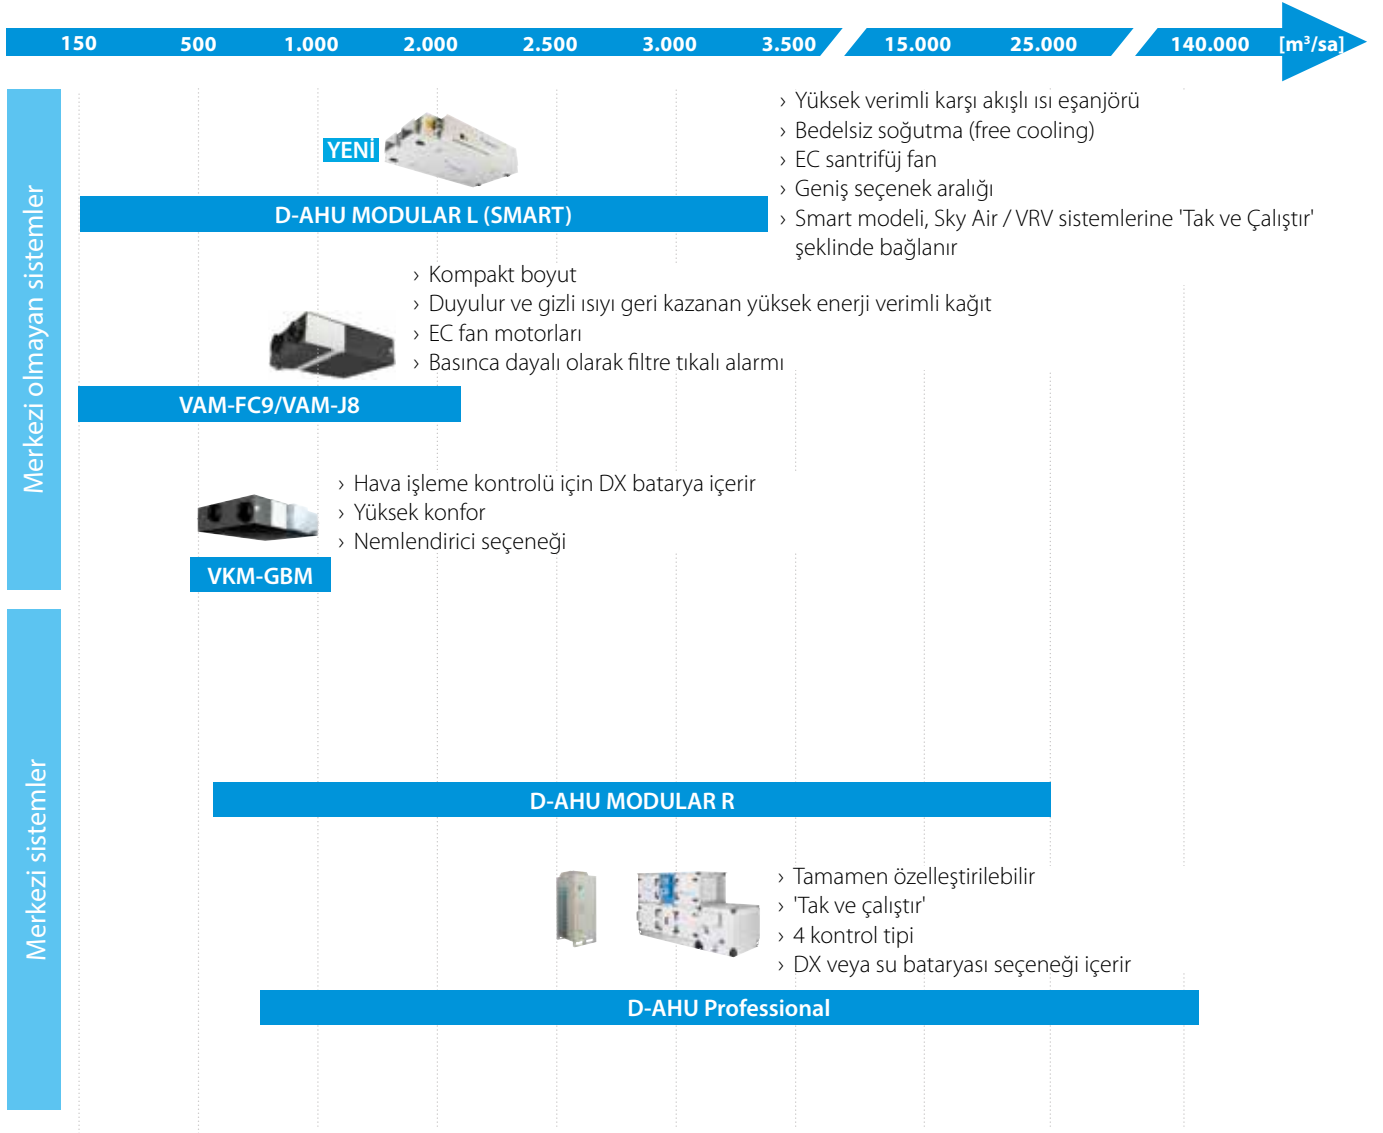 150 500 1.000 2.000 2.500 3.000 3.500 15.000 25.000 140.000 [m³/sa]
Merkezi olmayan sistemler
YENİ
D-AHU MODULAR L (SMART)
› Yüksek verimli karşı akışlı ısı eşanjörü
› Bedelsiz soğutma (free cooling)
› EC santrifüj fan
› Geniş seçenek aralığı
› Smart modeli, Sky Air / VRV sistemlerine 'Tak ve Çalıştır'
şeklinde bağlanır
› Kompakt boyut
› Duyulur ve gizli ısıyı geri kazanan yüksek enerji verimli kağıt
› EC fan motorları
› Basınca dayalı olarak filtre tıkalı alarmı
VAM-FC9/VAM-J8
› Hava işleme kontrolü için DX batarya içerir
› Yüksek konfor
› Nemlendirici seçeneği
VKM-GBM
Merkezi sistemler
D-AHU MODULAR R
› Tamamen özelleştirilebilir
› 'Tak ve çalıştır'
› 4 kontrol tipi
› DX veya su bataryası seçeneği içerir
D-AHU Professional